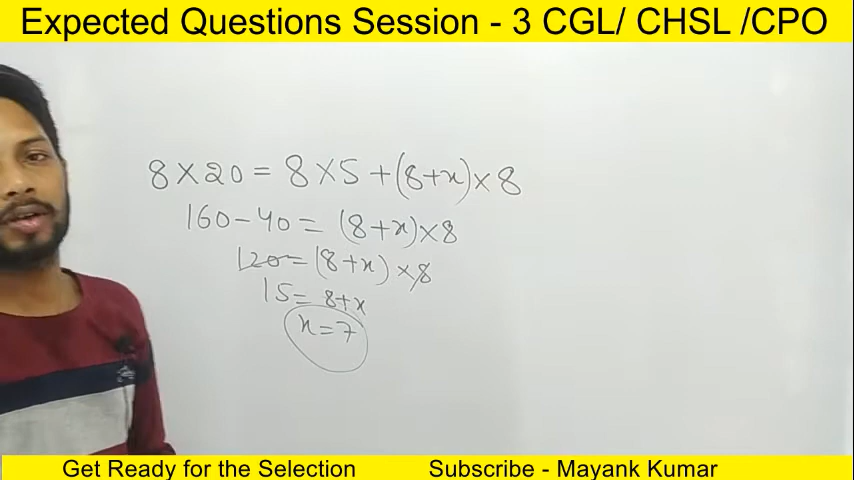 Expected Questions Session - 3 CGL/ CHSL /CPO
8×20 = 8×5 + (8+x)×8
160-40 = (8+x)×8
120 = (8+x)×8
15 = 8+x
x=7
Get Ready for the Selection Subscribe - Mayank Kumar